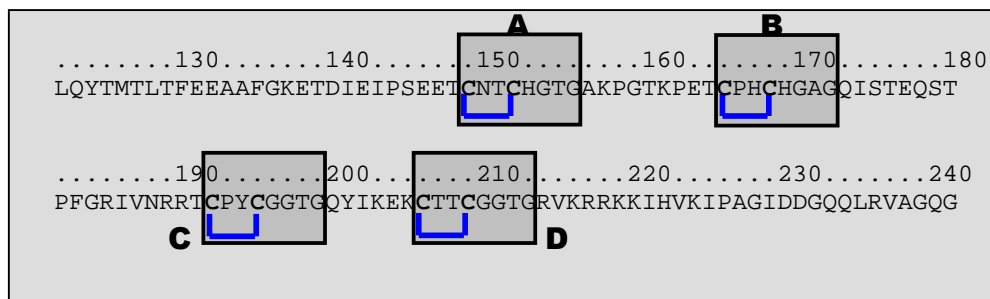 A B
........130.......140.......150.......160.......170.......180
LQYTMTLTFEEAAFGKETDIEIPSEETCNTCHGTGAKPGTKPETCPHCHGAGQISTEQST
........190.......200.......210.......220.......230.......240
PFGRIVNRRTCPYCGGTGQYIKEKCTTCGGTGRVKRRKKIHVKIPAGIDDGQQLRVAGQG
C D